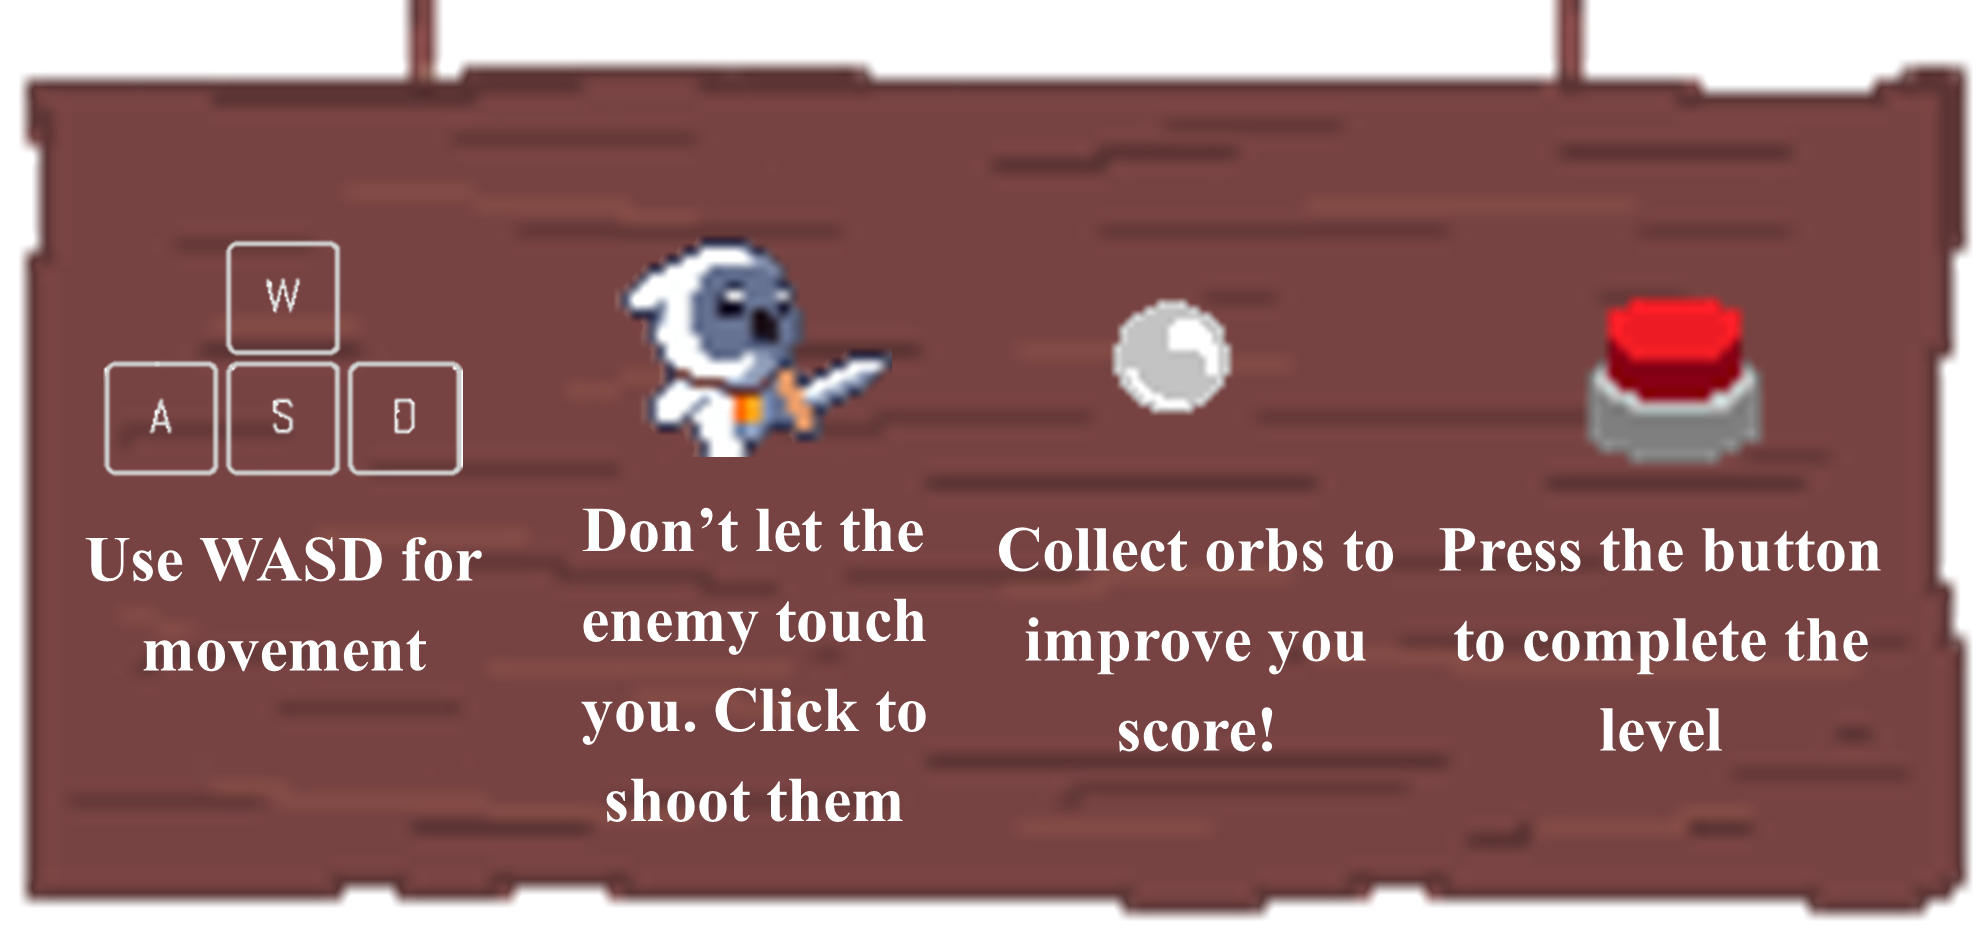 W
A S D
Use WASD for
movement
Don't let the
enemy touch
you. Click to
shoot them
Collect orbs to
improve you
score!
Press the button
to complete the
level